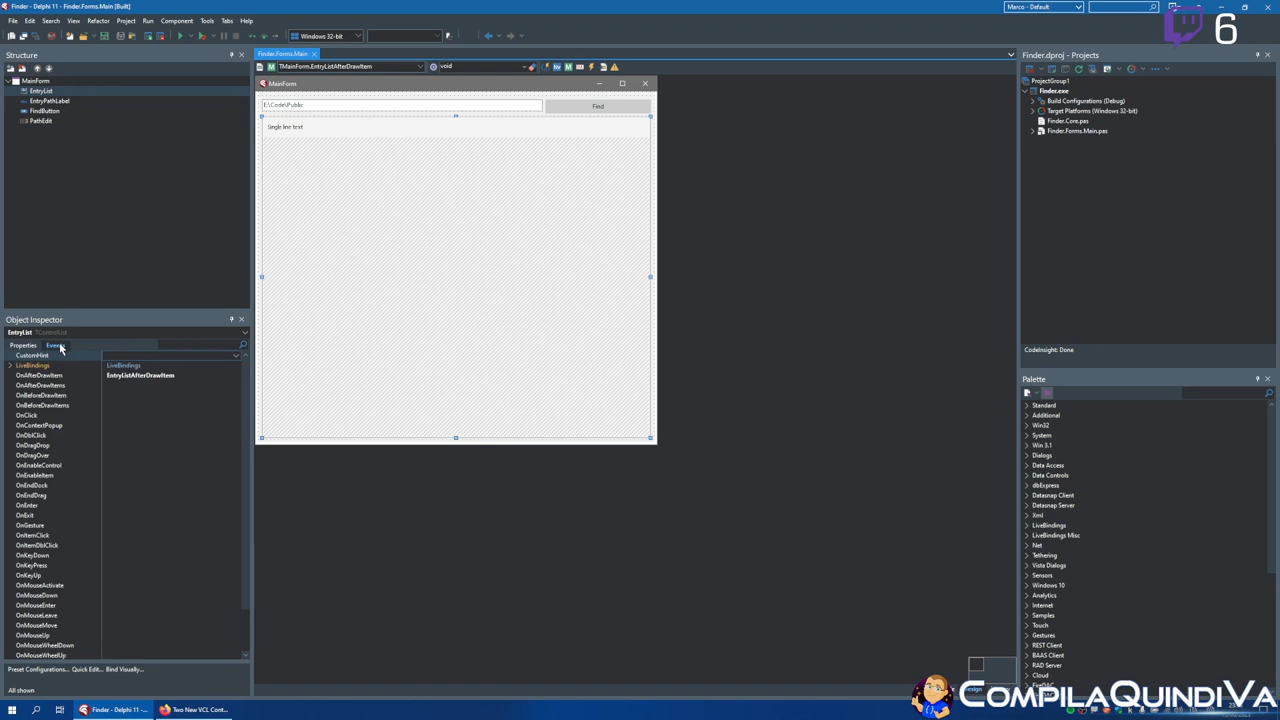 Finder - Delphi 11 - Finder.Forms.Main [Built]
Marco - Default
File Edit Search View Refactor Project Run Component Tools Tabs Help
6
Windows 32-bit
Structure
MainForm
EntryList
EntryPathLabel
FindButton
PathEdit
Finder.Forms.Main
TMainForm.EntryListAfterDrawItem
void
MainForm
E:\Code\Public
Find
Single line text
Object Inspector
EntryList TControlList
Properties Events
CustomHint
LiveBindings LiveBindings
OnAfterDrawItem EntryListAfterDrawItem
OnAfterDrawItems
OnBeforeDrawItem
OnBeforeDrawItems
OnClick
OnContextPopup
OnDblClick
OnDragDrop
OnDragOver
OnEnableControl
OnEnableItem
OnEndDock
OnEndDrag
OnEnter
OnExit
OnGesture
OnItemClick
OnItemDblClick
OnKeyDown
OnKeyPress
OnKeyUp
OnMouseActivate
OnMouseDown
OnMouseEnter
OnMouseLeave
OnMouseMove
OnMouseUp
OnMouseWheelDown
OnMouseWheelUp
Preset Configurations... Quick Edit... Bind Visually...
All shown
Finder.dproj - Projects
ProjectGroup1
Finder.exe
Build Configurations (Debug)
Target Platforms (Windows 32-bit)
Finder.Core.pas
Finder.Forms.Main.pas
CodeInsight: Done
Palette
Standard
Additional
Win32
System
Win 3.1
Dialogs
Data Access
Data Controls
dbExpress
Datasnap Client
Datasnap Server
Xml
LiveBindings
LiveBindings Misc
Net
Tethering
Vista Dialogs
Sensors
Windows 10
Analytics
Internet
Samples
Touch
Gestures
REST Client
BAAS Client
RAD Server
Cloud
FireDAC
Design
CompilaQuindiVa
Finder - Delphi 11 -...
Two New VCL Cont...